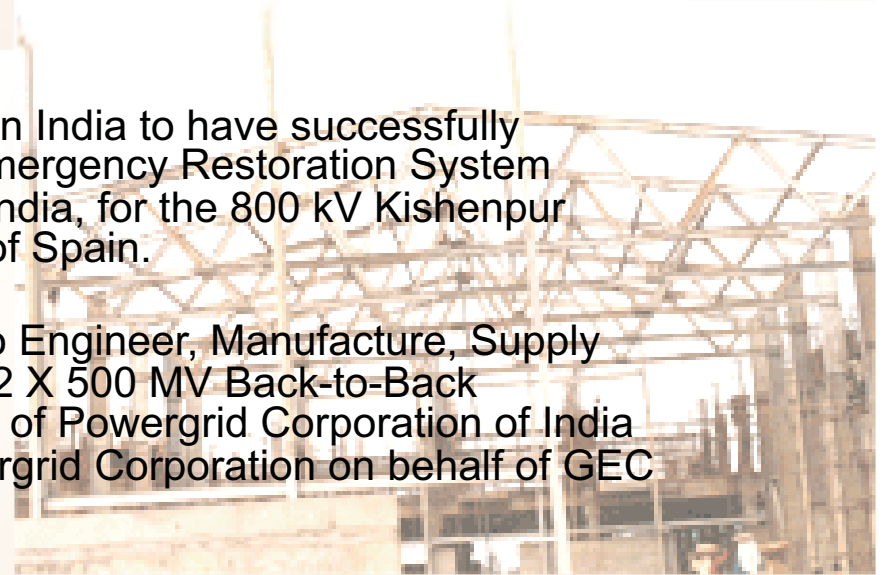 n India to have successfully
mergency Restoration System
ndia, for the 800 kV Kishenpur
of Spain.
o Engineer, Manufacture, Supply
2 X 500 MV Back-to-Back
of Powergrid Corporation of India
rgrid Corporation on behalf of GEC